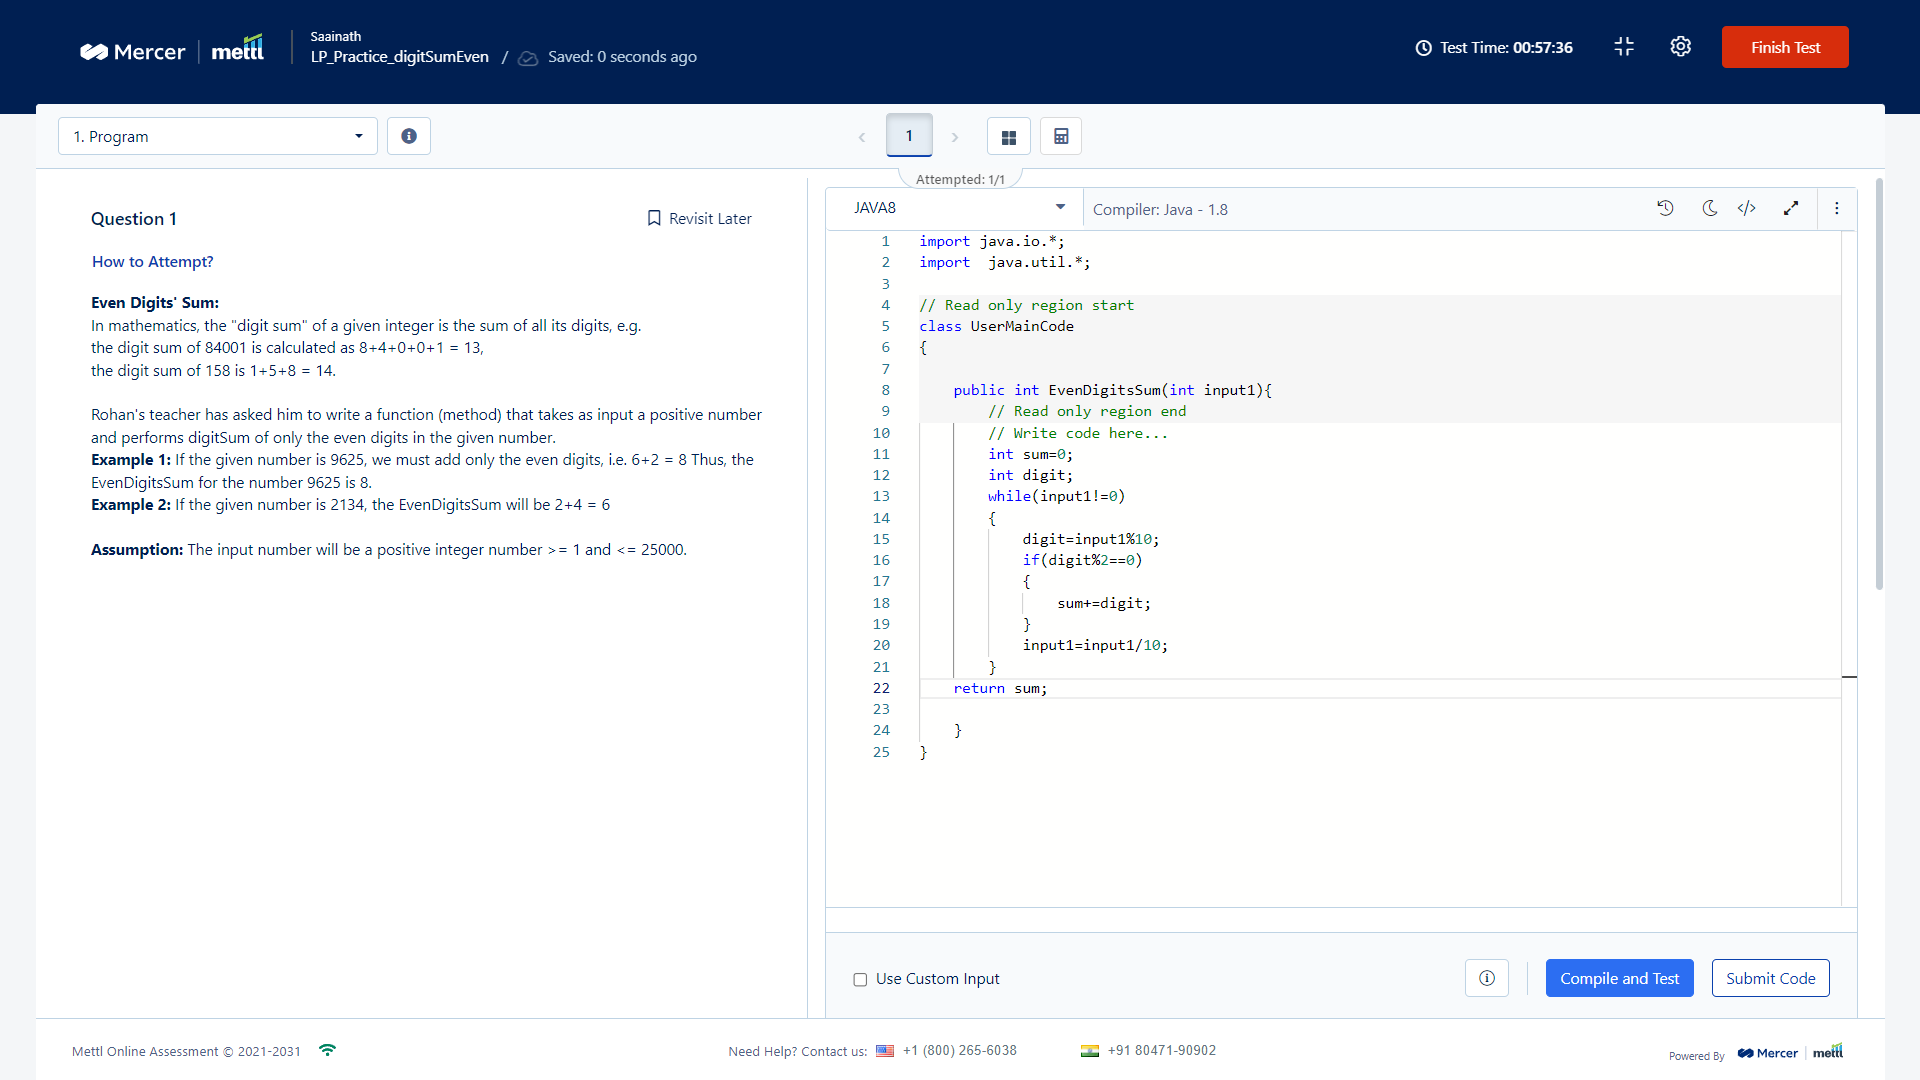 Mercer mettl
Saainath
LP_Practice_digitSumEven / Saved: 0 seconds ago
Test Time: 00:57:36
Finish Test
1. Program
1
Attempted: 1/1
Question 1
Revisit Later
How to Attempt?
Even Digits' Sum:
In mathematics, the "digit sum" of a given integer is the sum of all its digits, e.g.
the digit sum of 84001 is calculated as 8+4+0+0+1 = 13,
the digit sum of 158 is 1+5+8 = 14.
Rohan's teacher has asked him to write a function (method) that takes as input a positive number
and performs digitSum of only the even digits in the given number.
Example 1: If the given number is 9625, we must add only the even digits, i.e. 6+2 = 8 Thus, the
EvenDigitsSum for the number 9625 is 8.
Example 2: If the given number is 2134, the EvenDigitsSum will be 2+4 = 6
Assumption: The input number will be a positive integer number >= 1 and <= 25000.
JAVA8
Compiler: Java - 1.8
1 import java.io.*;
2 import  java.util.*;
3
4 // Read only region start
5 class UserMainCode
6 {
7
8     public int EvenDigitsSum(int input1){
9         // Read only region end
10         // Write code here...
11         int sum=0;
12         int digit;
13         while(input1!=0)
14         {
15             digit=input1%10;
16             if(digit%2==0)
17             {
18                 sum+=digit;
19             }
20             input1=input1/10;
21         }
22     return sum;
23
24     }
25 }
Use Custom Input
Compile and Test
Submit Code
Mettl Online Assessment © 2021-2031
Need Help? Contact us: +1 (800) 265-6038
+91 80471-90902
Powered By Mercer mettl